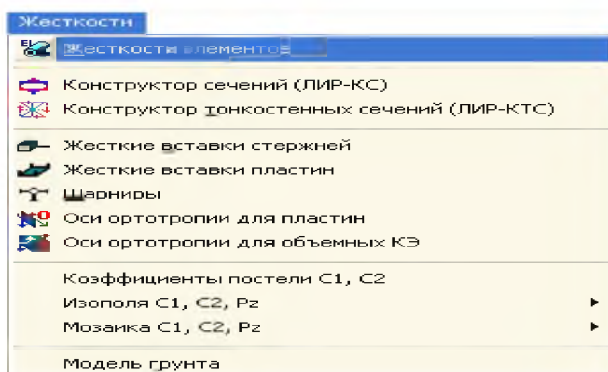 Жесткости
Жесткости элементов
Конструктор сечений (ЛИР-КС)
Конструктор тонкостенных сечений (ЛИР-КТС)
Жесткие вставки стержней
Жесткие вставки пластин
Шарниры
Оси ортотропии для пластин
Оси ортотропии для объемных КЭ
Коэффициенты постели С1, С2
Изополя С1, С2, Pz
Мозаика С1, С2, Pz
Модель грунта